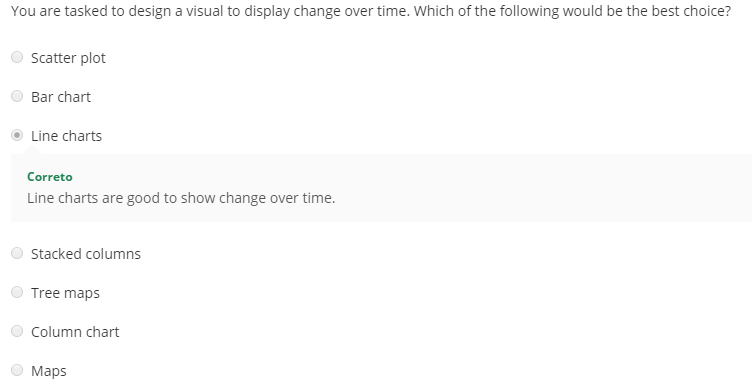 You are tasked to design a visual to display change over time. Which of the following would be the best choice?
Scatter plot
Bar chart
Line charts
Correto
Line charts are good to show change over time.
Stacked columns
Tree maps
Column chart
Maps